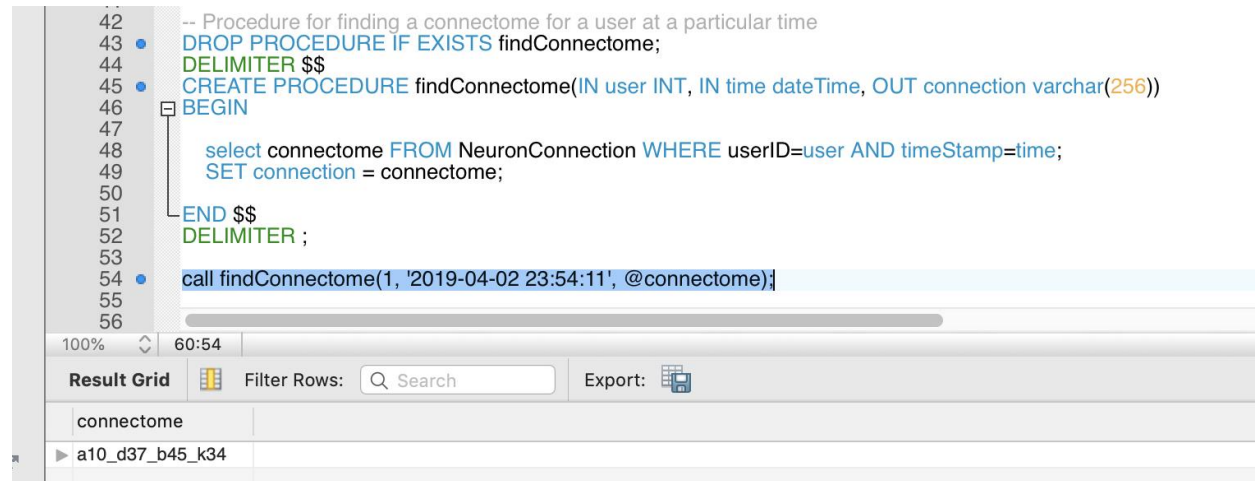 42 -- Procedure for finding a connectome for a user at a particular time
43 DROP PROCEDURE IF EXISTS findConnectome;
44 DELIMITER $$
45 CREATE PROCEDURE findConnectome(IN user INT, IN time dateTime, OUT connection varchar(256))
46 BEGIN
47
48 select connectome FROM NeuronConnection WHERE userID=user AND timeStamp=time;
49 SET connection = connectome;
50
51 END $$
52 DELIMITER ;
53
54 call findConnectome(1, '2019-04-02 23:54:11', @connectome);
55
56
100% 60:54
Result Grid Filter Rows: Search Export:
connectome
a10_d37_b45_k34